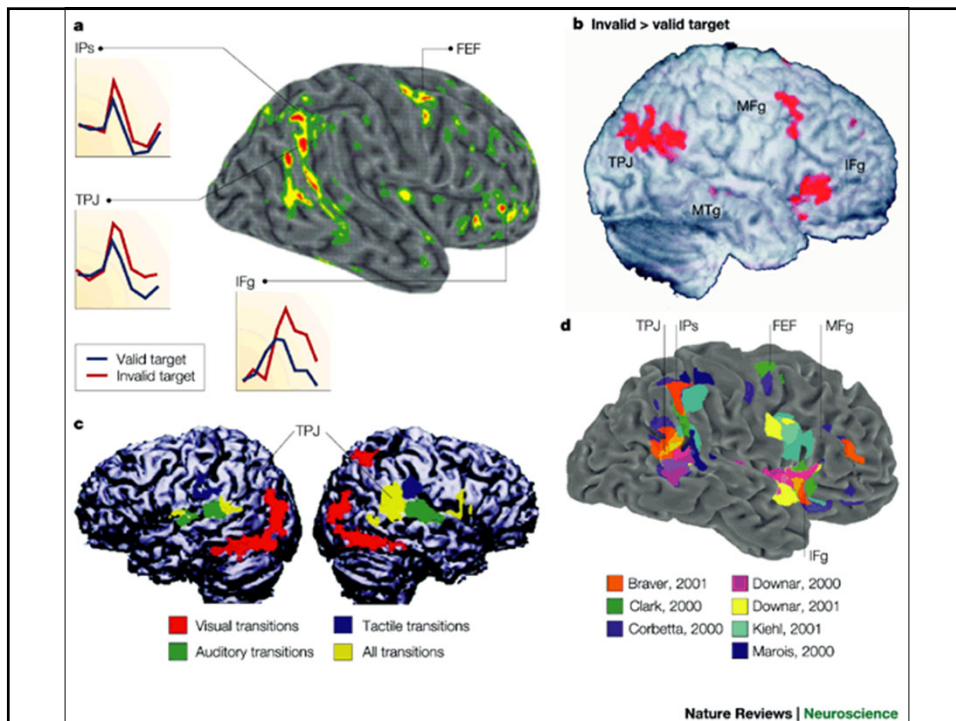 a
IPs
FEF
TPJ
IFg
Valid target
Invalid target
b Invalid > valid target
MFg
TPJ
IFg
MTg
c
TPJ
Visual transitions
Tactile transitions
Auditory transitions
All transitions
d
TPJ IPs FEF MFg
IFg
Braver, 2001
Downar, 2000
Clark, 2000
Downar, 2001
Corbetta, 2000
Kiehl, 2001
Marois, 2000
Nature Reviews | Neuroscience